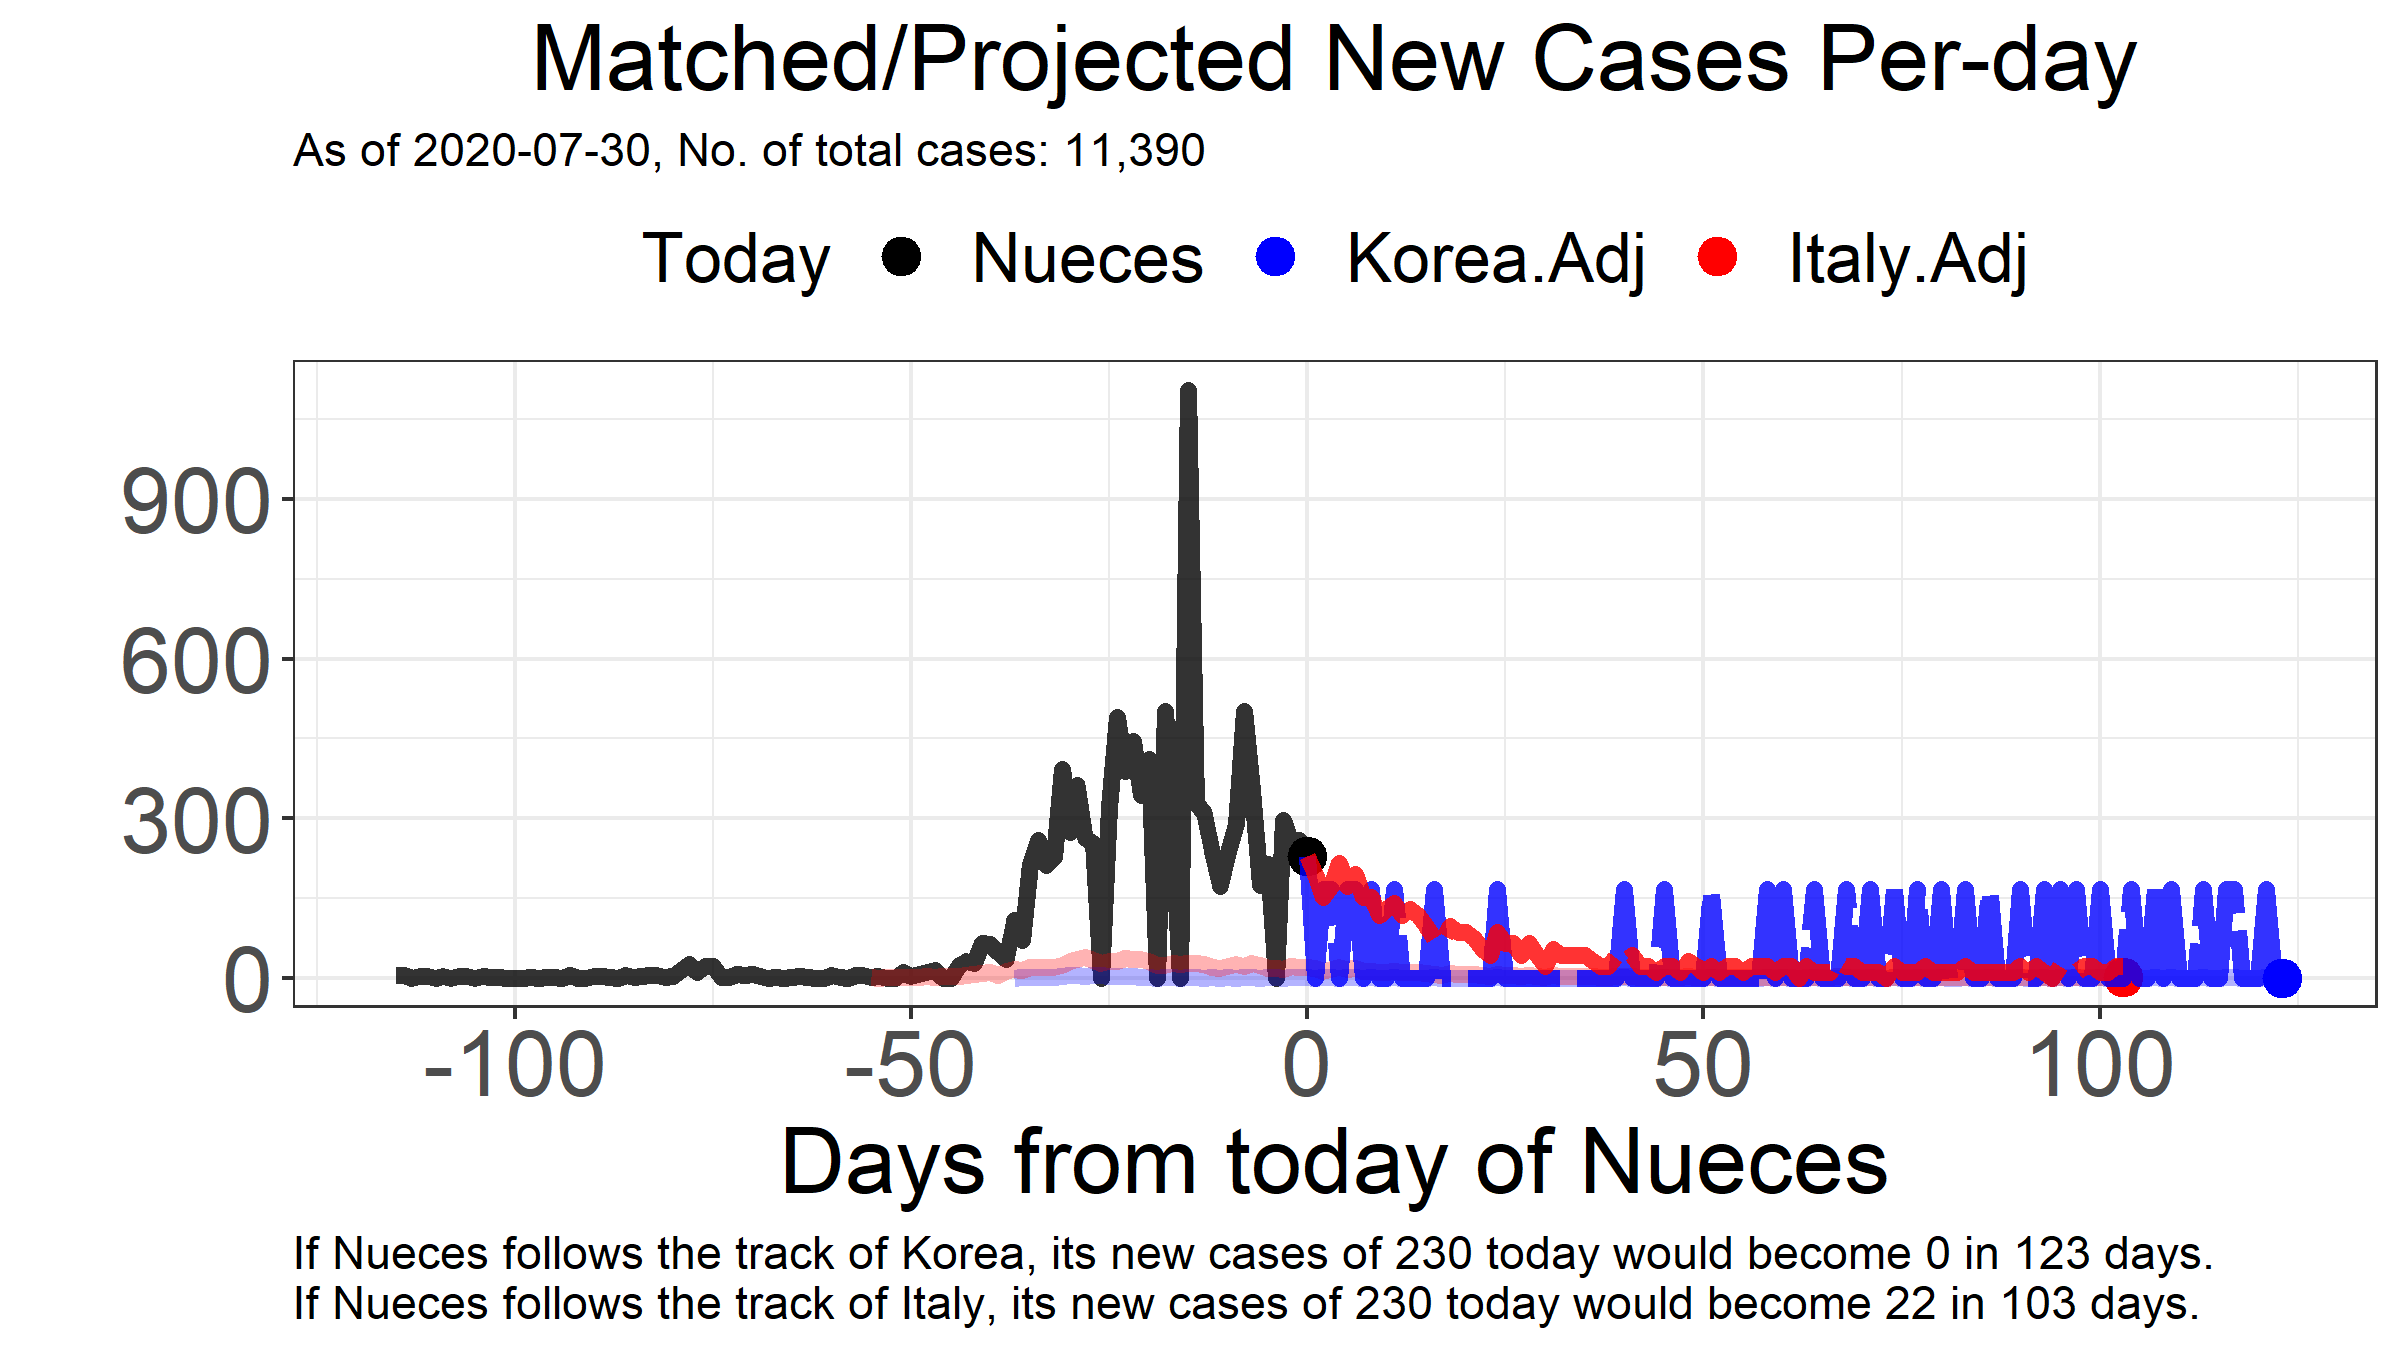 Matched/Projected New Cases Per-day
As of 2020-07-30, No. of total cases: 11,390
Today Nueces Korea.Adj Italy.Adj
900
600
300
0
-100 -50 0 50 100
Days from today of Nueces
If Nueces follows the track of Korea, its new cases of 230 today would become 0 in 123 days.
If Nueces follows the track of Italy, its new cases of 230 today would become 22 in 103 days.